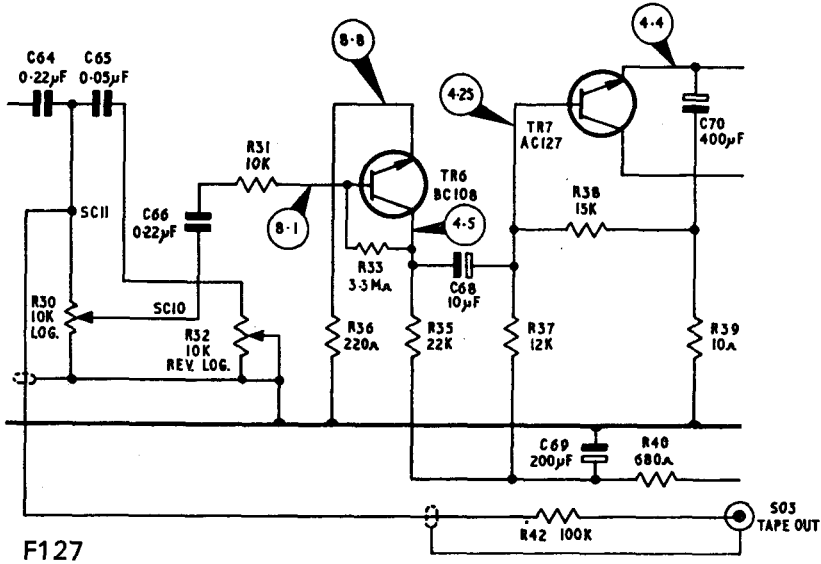 C64
0·22µF
C65
0·05µF
R31
10K
8·8
4·4
4·25
TR7
AC127
C70
400µF
TR6
BC108
R38
15K
SC11
C66
0·22µF
8·1
4·5
R33
3·3MΩ
C68
10µF
R30
10K
LOG.
SC10
R32
10K
REV. LOG.
R36
220Ω
R35
22K
R37
12K
R39
10Ω
C69
200µF
R40
680Ω
R42 100K
S03
TAPE OUT
F127